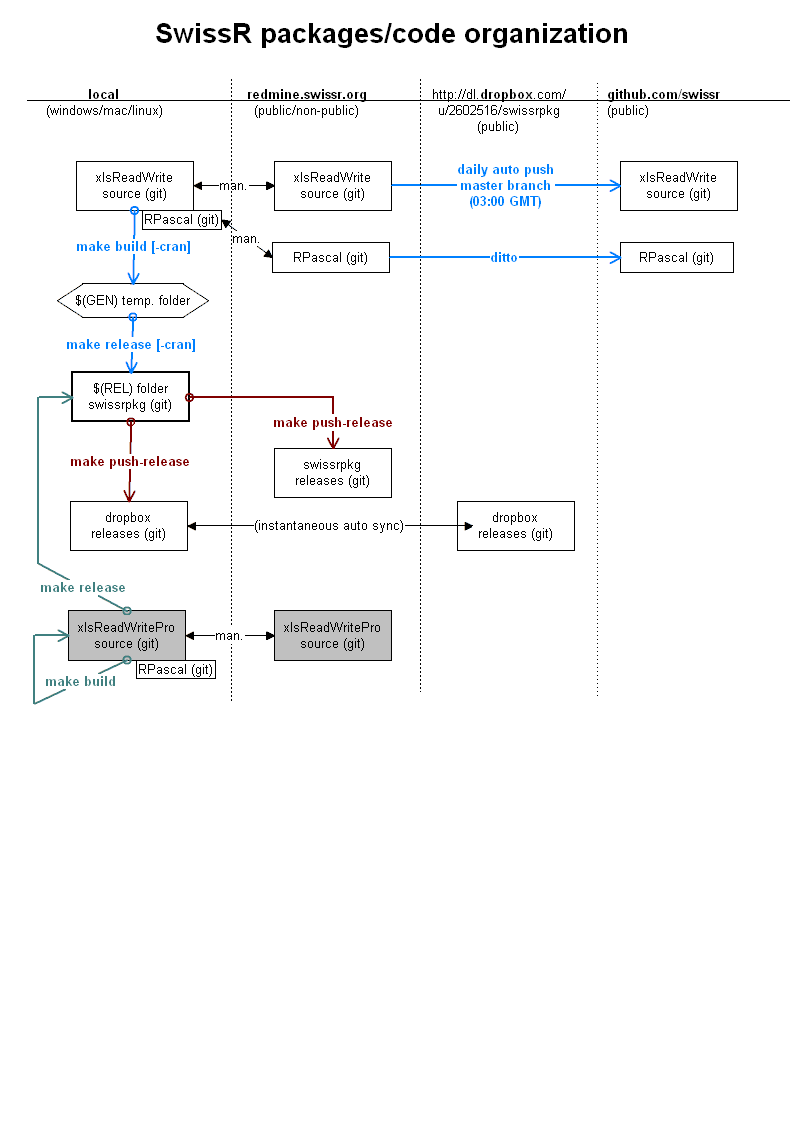 SwissR packages/code organization
local
(windows/mac/linux)
redmine.swissr.org
(public/non-public)
http://dl.dropbox.com/
u/2602516/swissrpkg
(public)
github.com/swissr
(public)
xlsReadWrite
source (git)
man.
xlsReadWrite
source (git)
daily auto push
master branch
(03:00 GMT)
xlsReadWrite
source (git)
RPascal (git)
man.
make build [-cran]
RPascal (git)
ditto
RPascal (git)
$(GEN) temp. folder
make release [-cran]
$(REL) folder
swissrpkg (git)
make push-release
make push-release
swissrpkg
releases (git)
dropbox
releases (git)
(instantaneous auto sync)
dropbox
releases (git)
make release
xlsReadWritePro
source (git)
man.
xlsReadWritePro
source (git)
RPascal (git)
make build